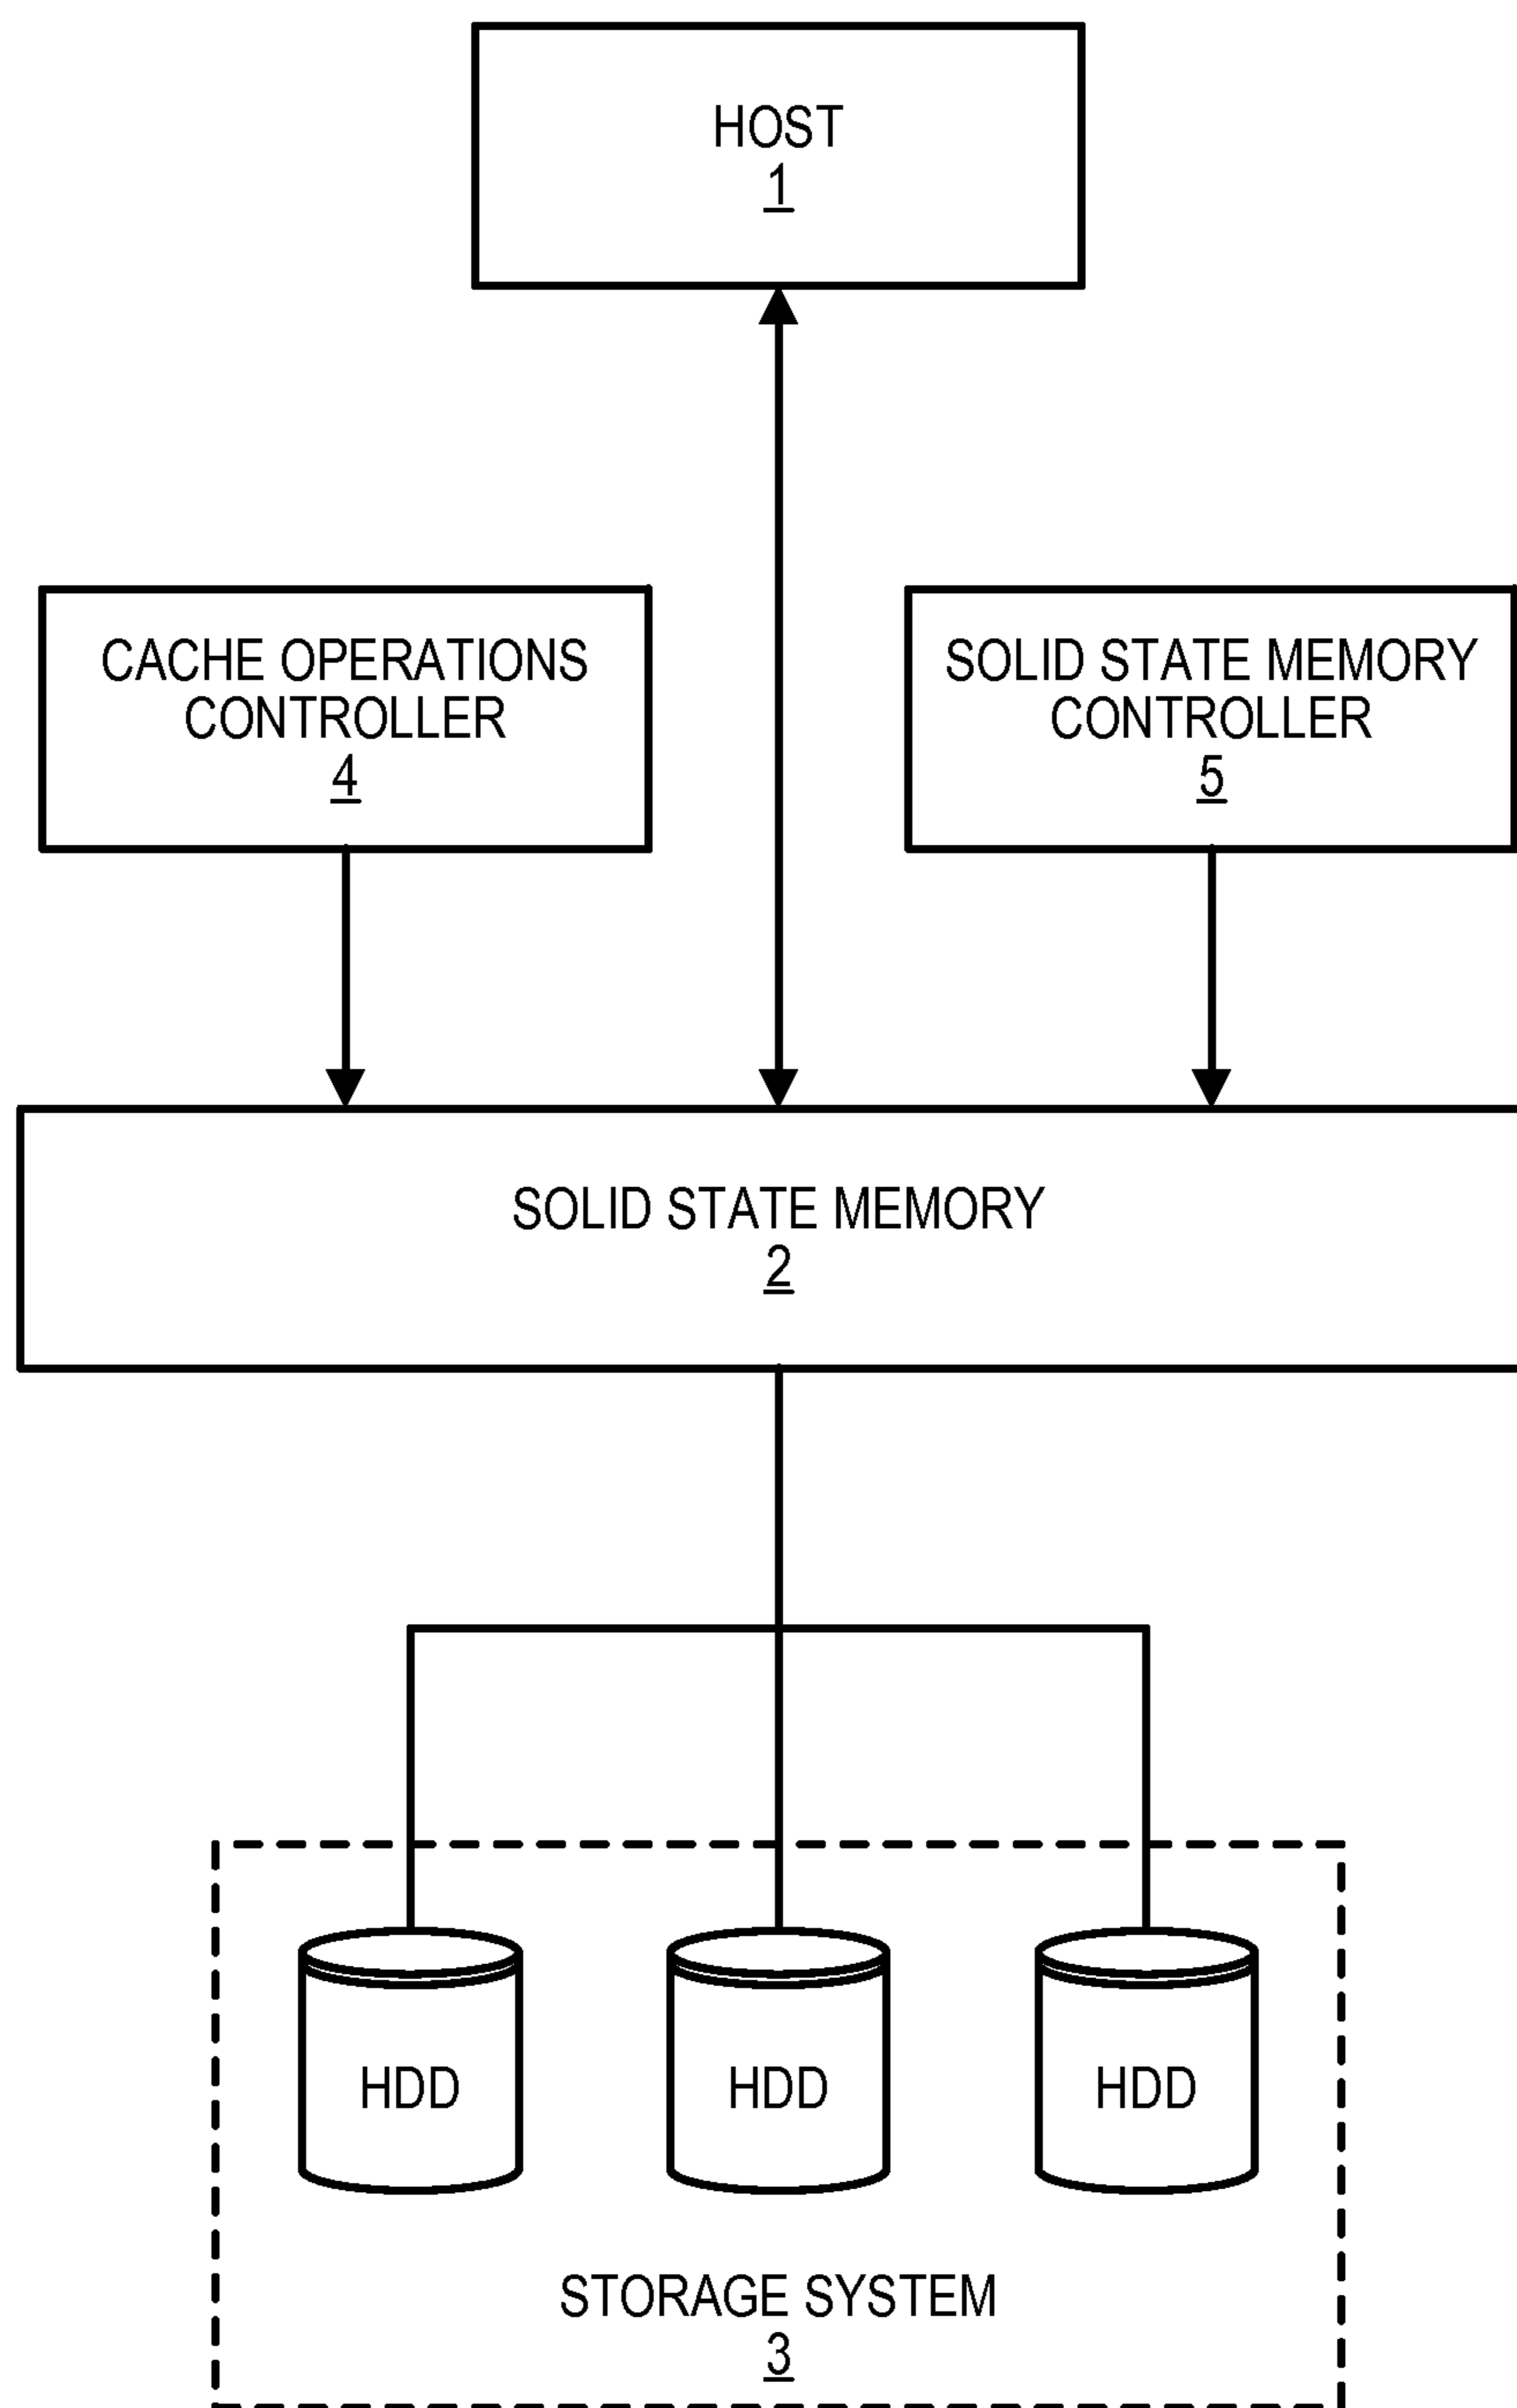 HOST
1
CACHE OPERATIONS
CONTROLLER
4
SOLID STATE MEMORY
CONTROLLER
5
SOLID STATE MEMORY
2
HDD
HDD
HDD
STORAGE SYSTEM
3